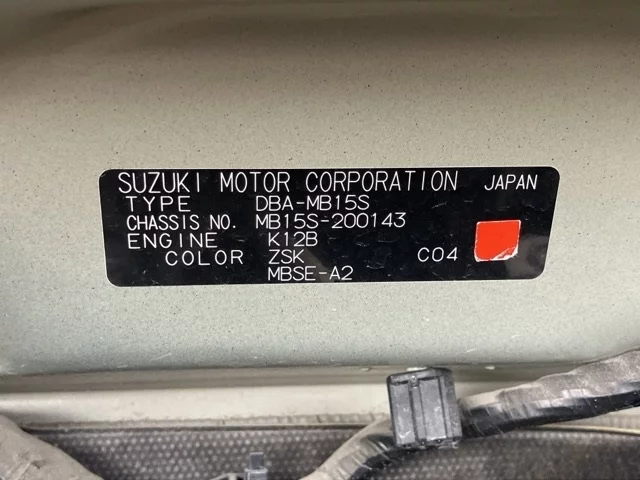 SUZUKI MOTOR CORPORATION JAPAN
TYPE DBA-MB15S
CHASSIS NO. MB15S-200143
ENGINE K12B
COLOR ZSK C04
MBSE-A2